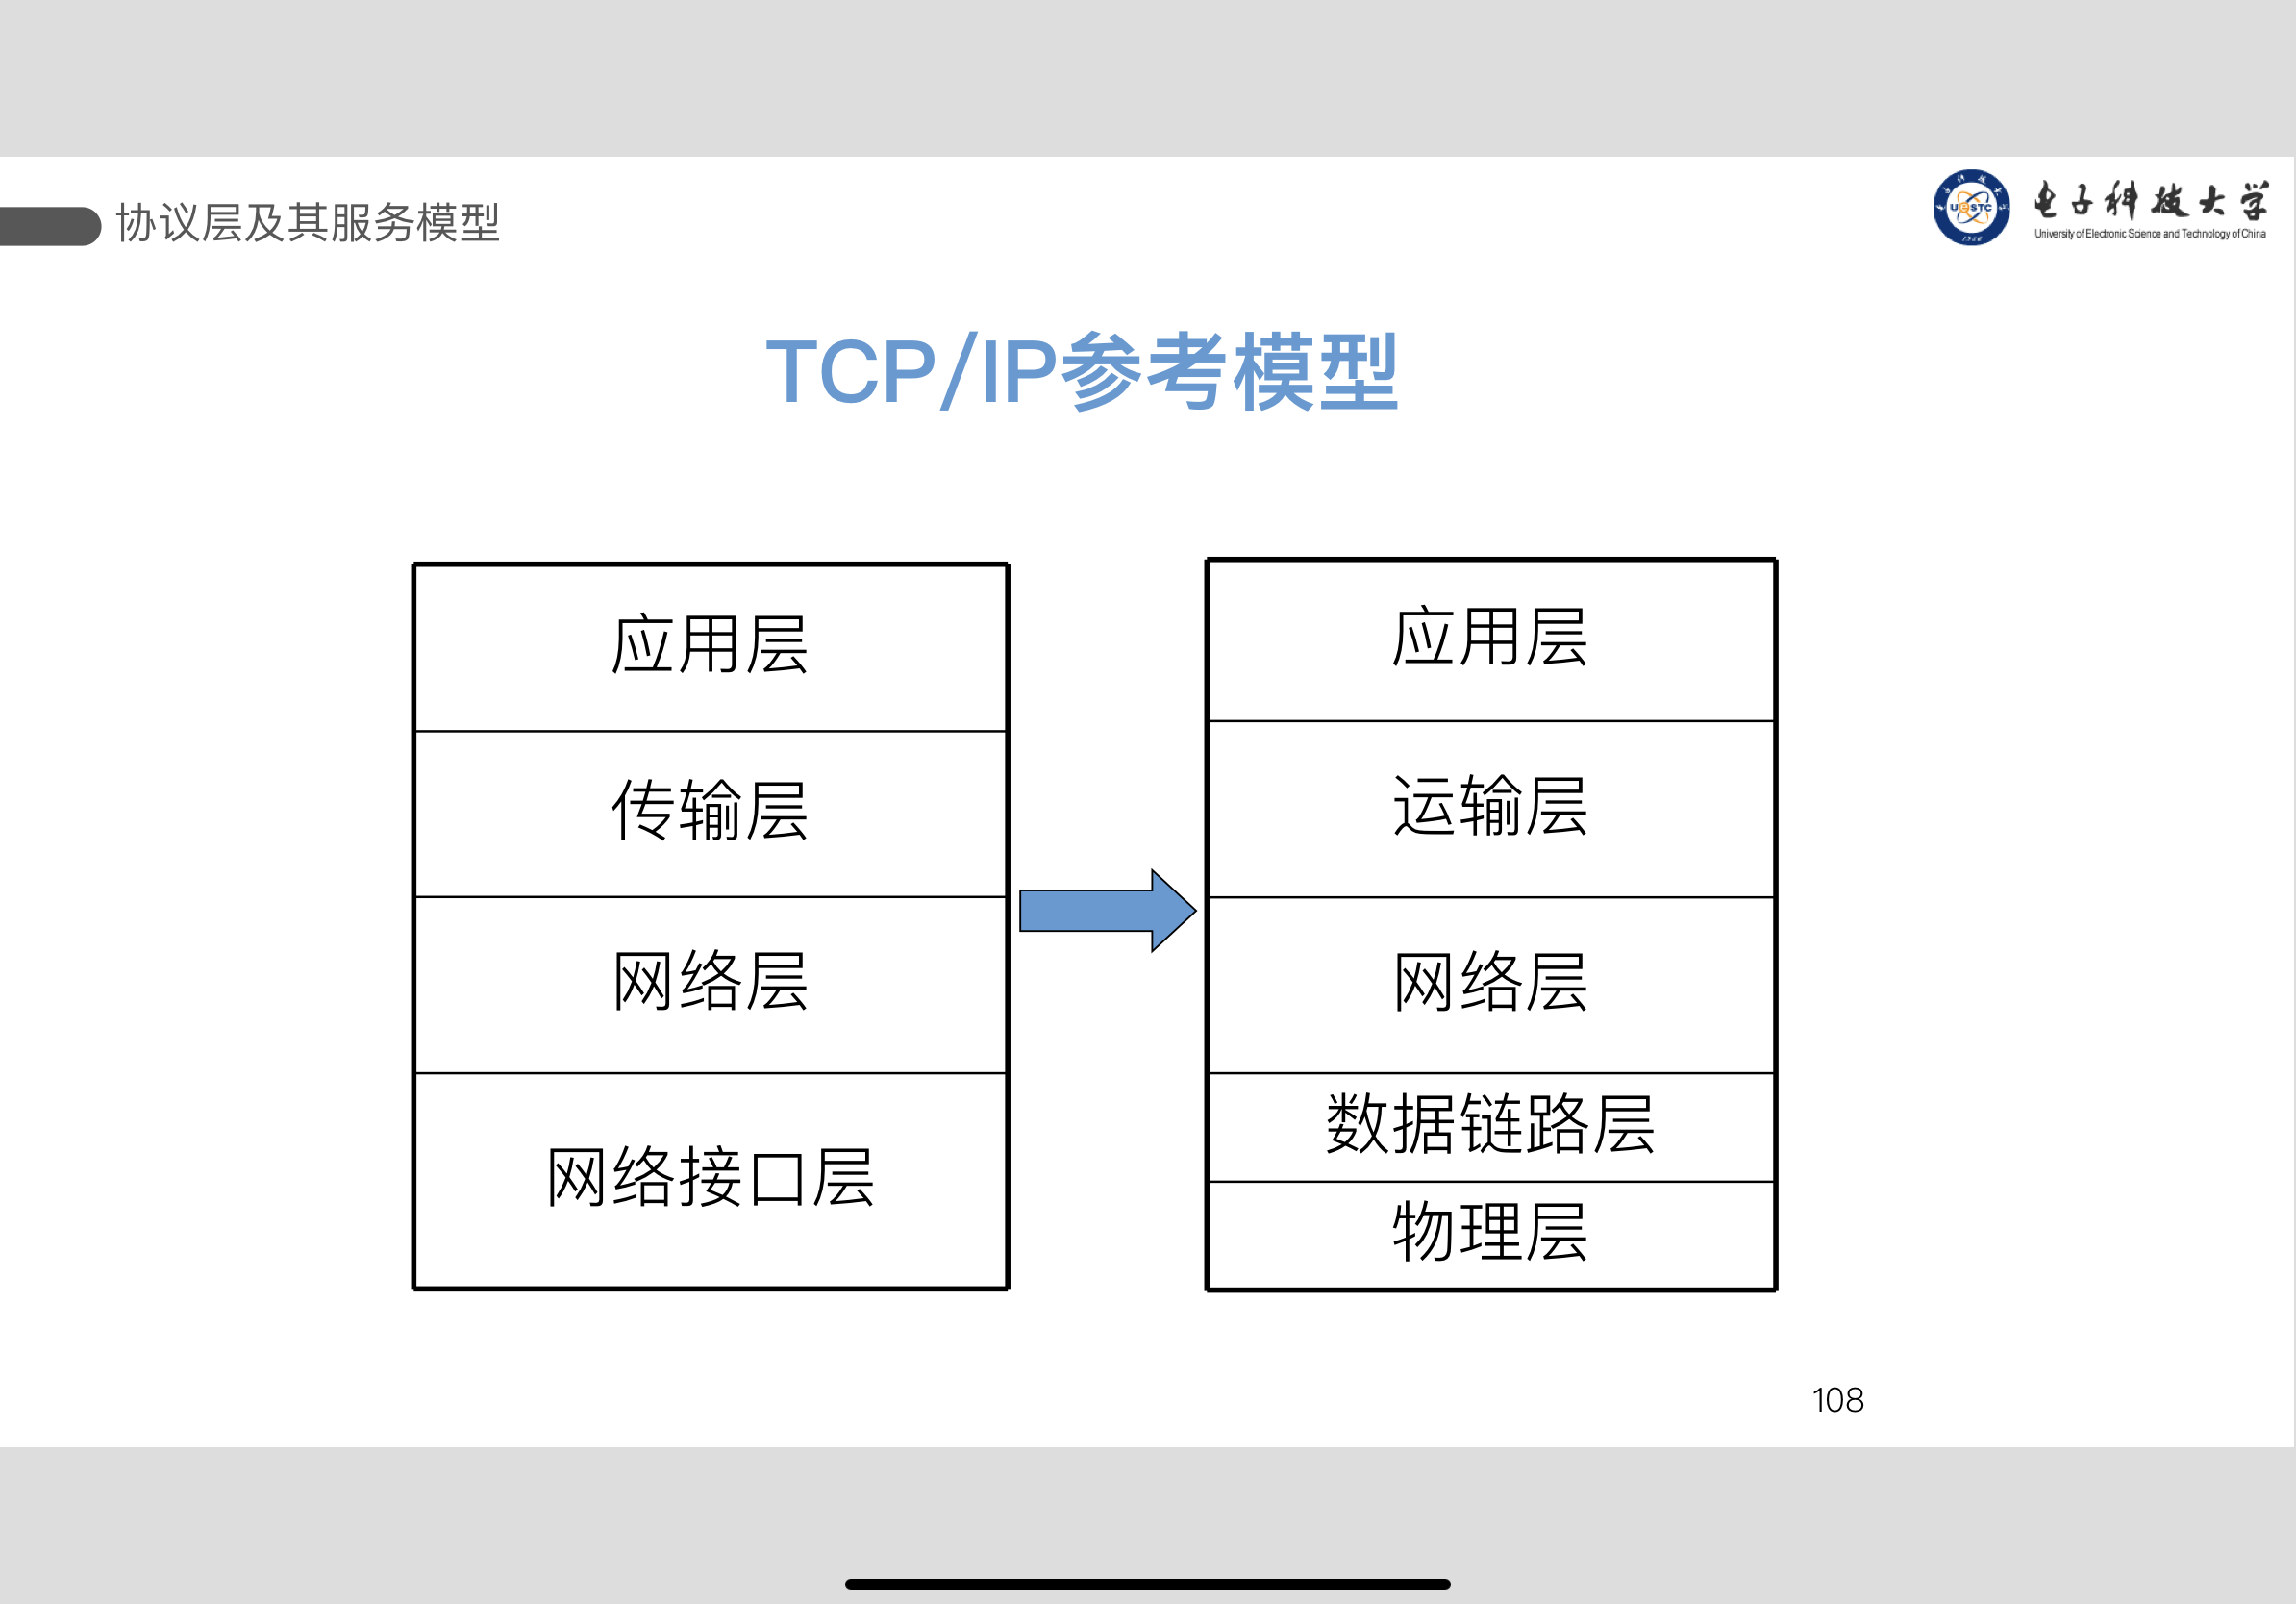 协议层及其服务模型
UeSTC
1956
电子科技大学
University of Electronic Science and Technology of China
TCP/IP参考模型
应用层
传输层
网络层
网络接口层
应用层
运输层
网络层
数据链路层
物理层
108